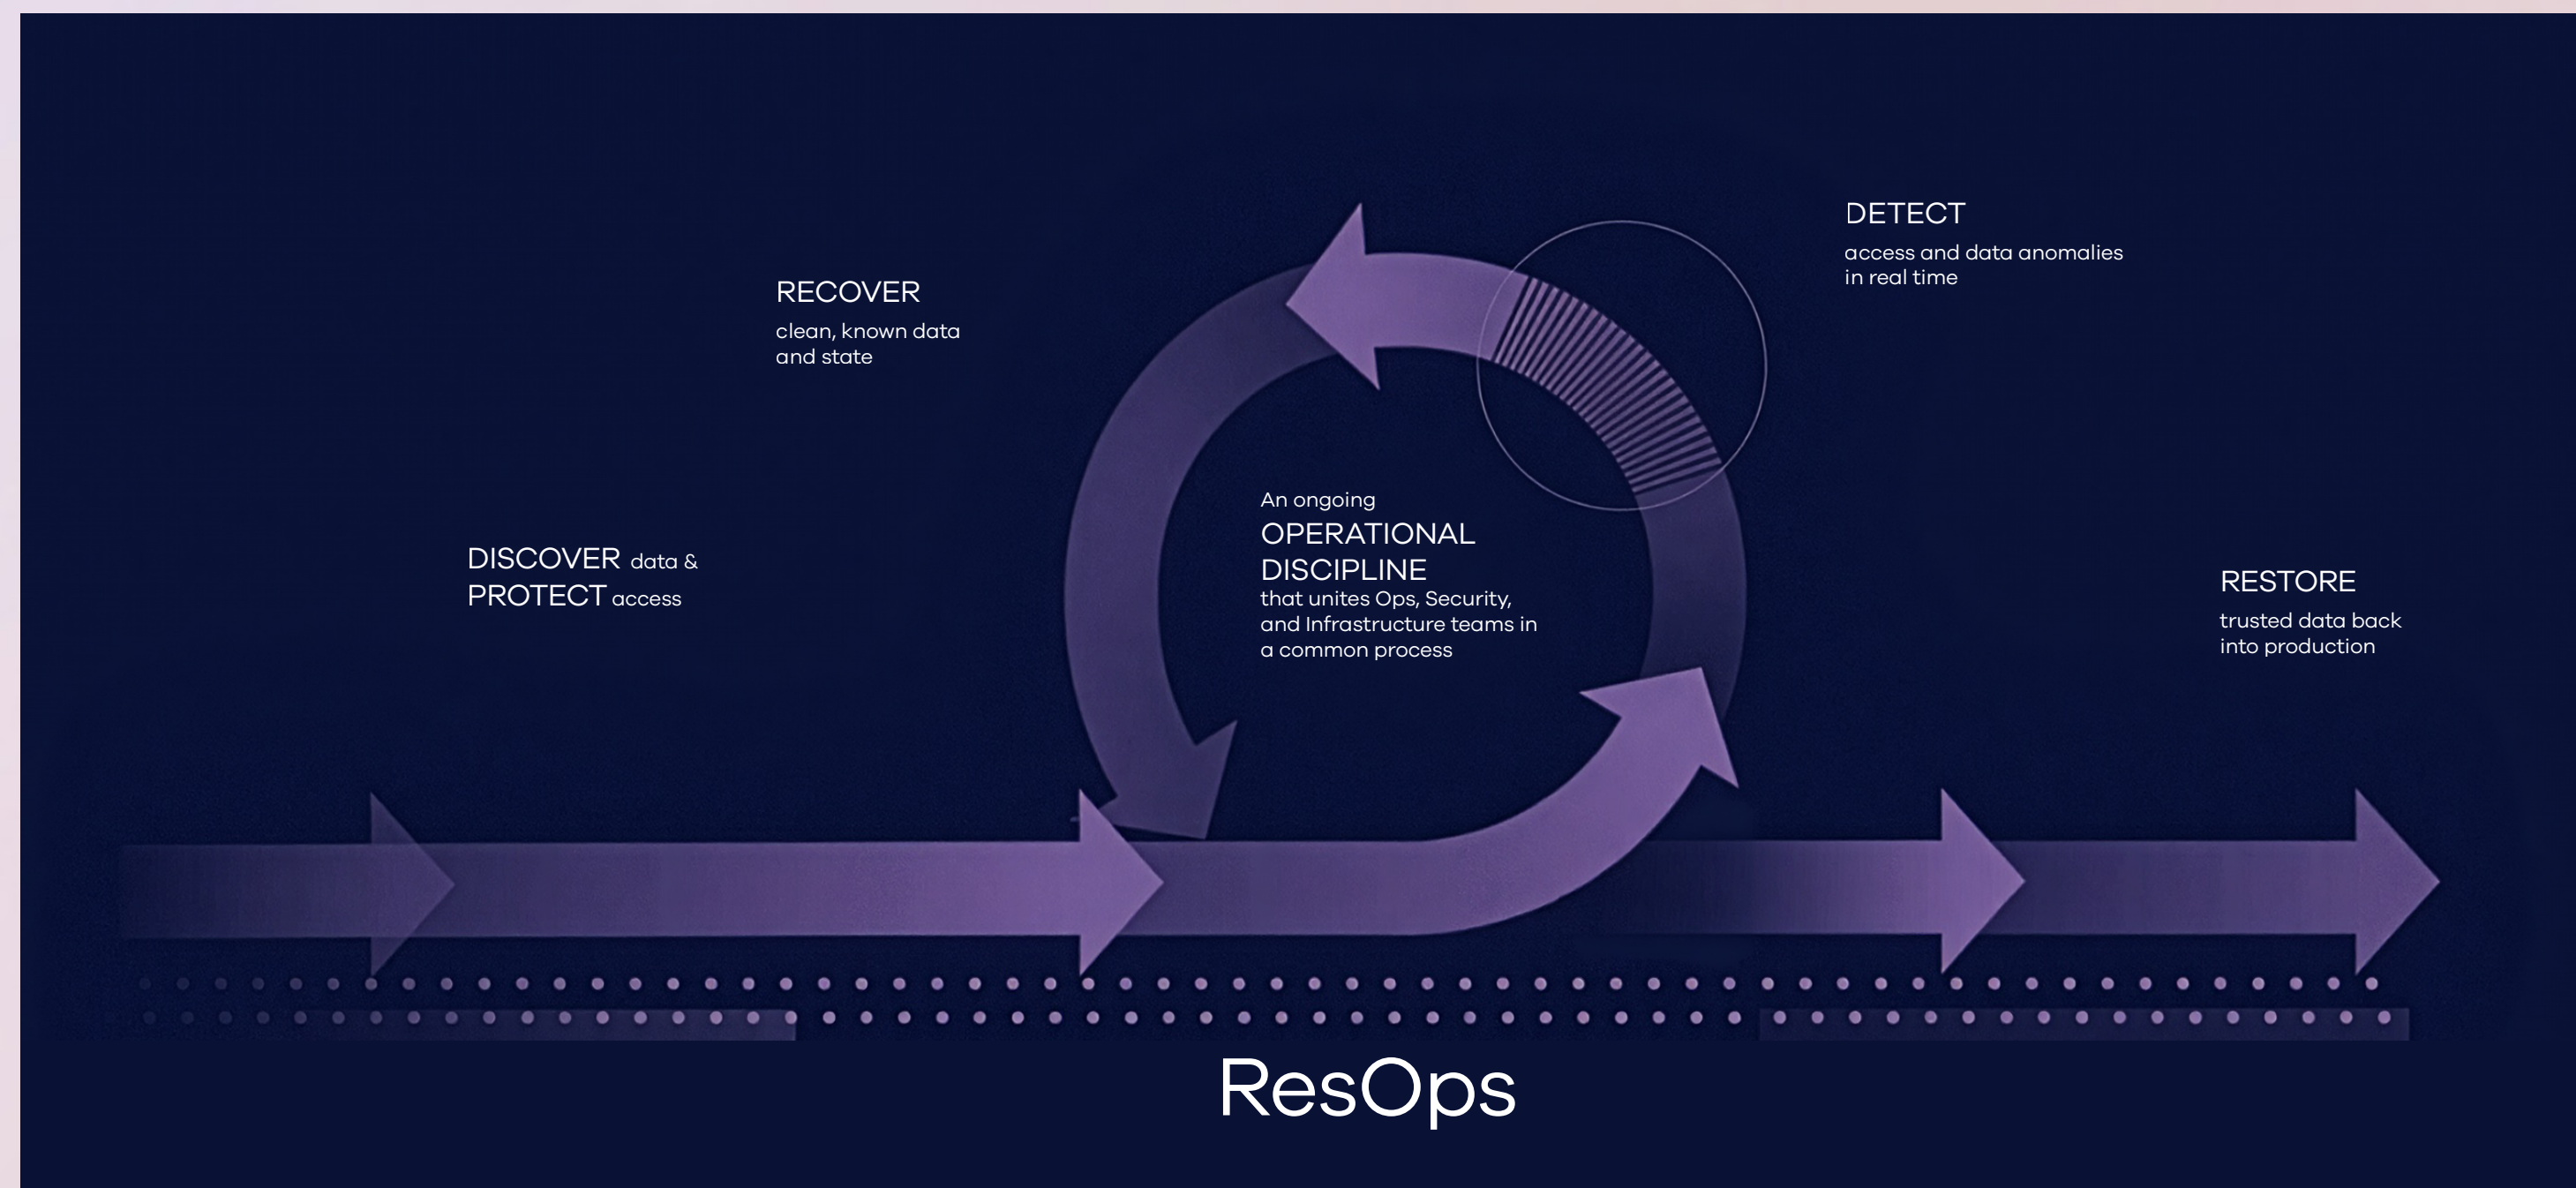 DETECT
access and data anomalies
in real time
RECOVER
clean, known data
and state
An ongoing
OPERATIONAL
DISCIPLINE
that unites Ops, Security,
and Infrastructure teams in
a common process
DISCOVER data &
PROTECT access
RESTORE
trusted data back
into production
ResOps